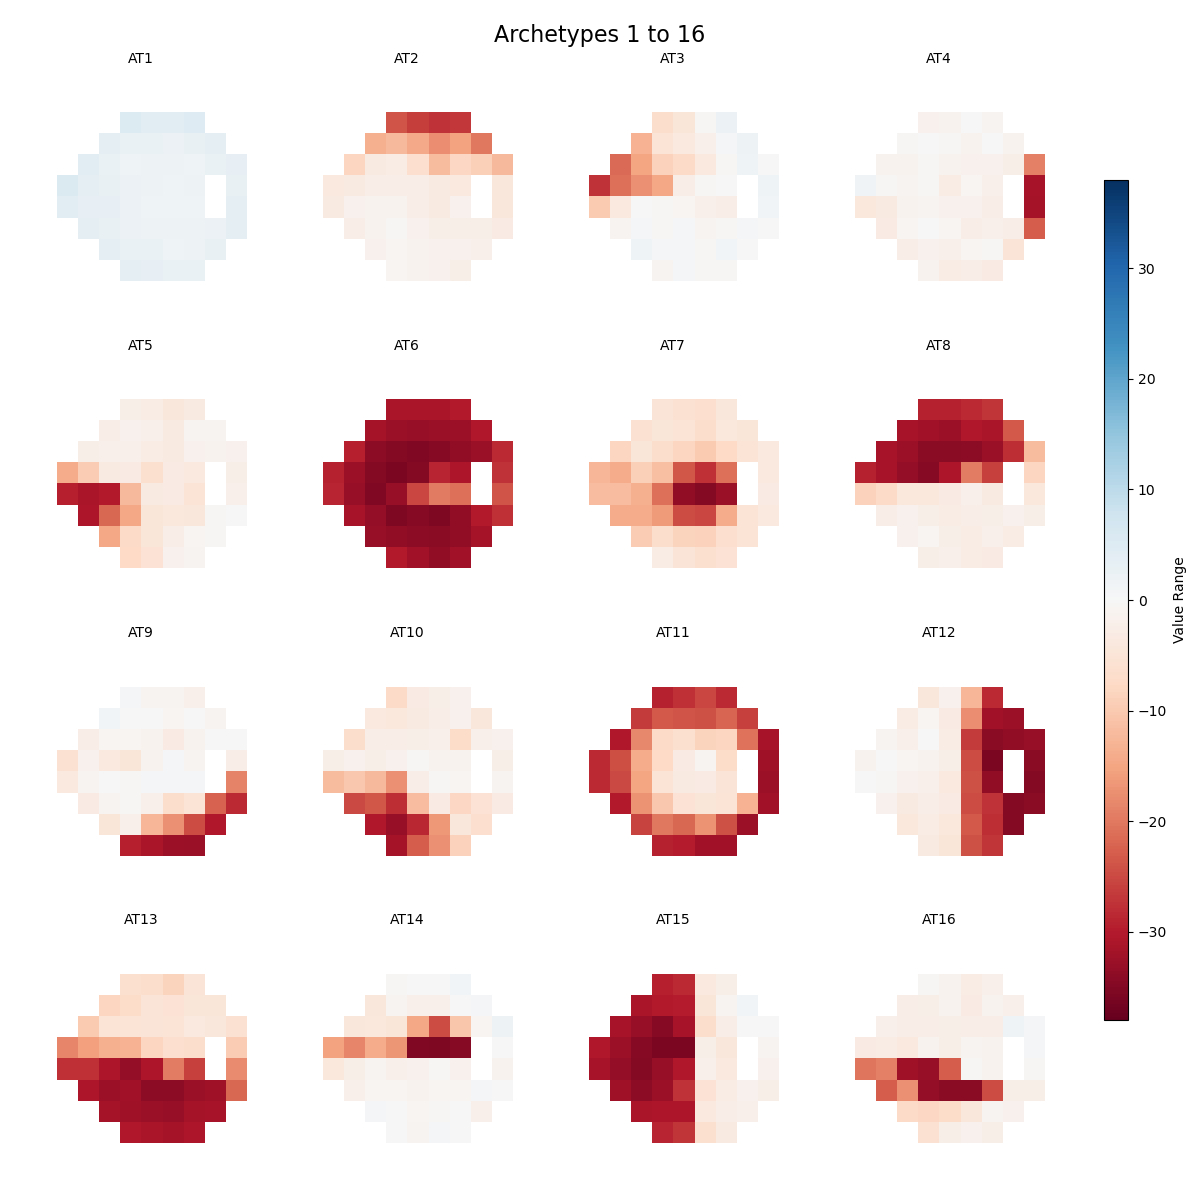 Archetypes 1 to 16
AT1
AT2
AT3
AT4
AT5
AT6
AT7
AT8
AT9
AT10
AT11
AT12
AT13
AT14
AT15
AT16
30
20
10
0
−10
−20
−30
Value Range